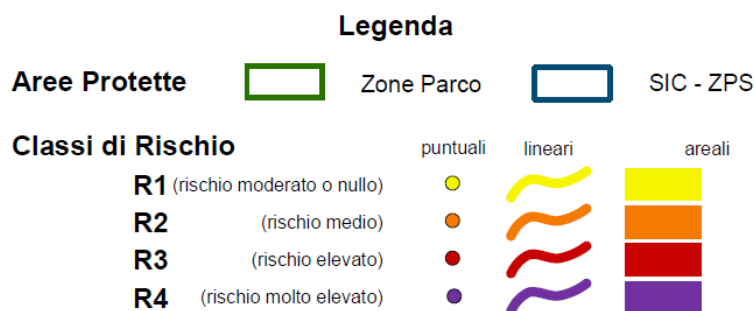 Legenda
Aree Protette Zone Parco SIC - ZPS
Classi di Rischio puntuali lineari areali
R1 (rischio moderato o nullo)
R2 (rischio medio)
R3 (rischio elevato)
R4 (rischio molto elevato)